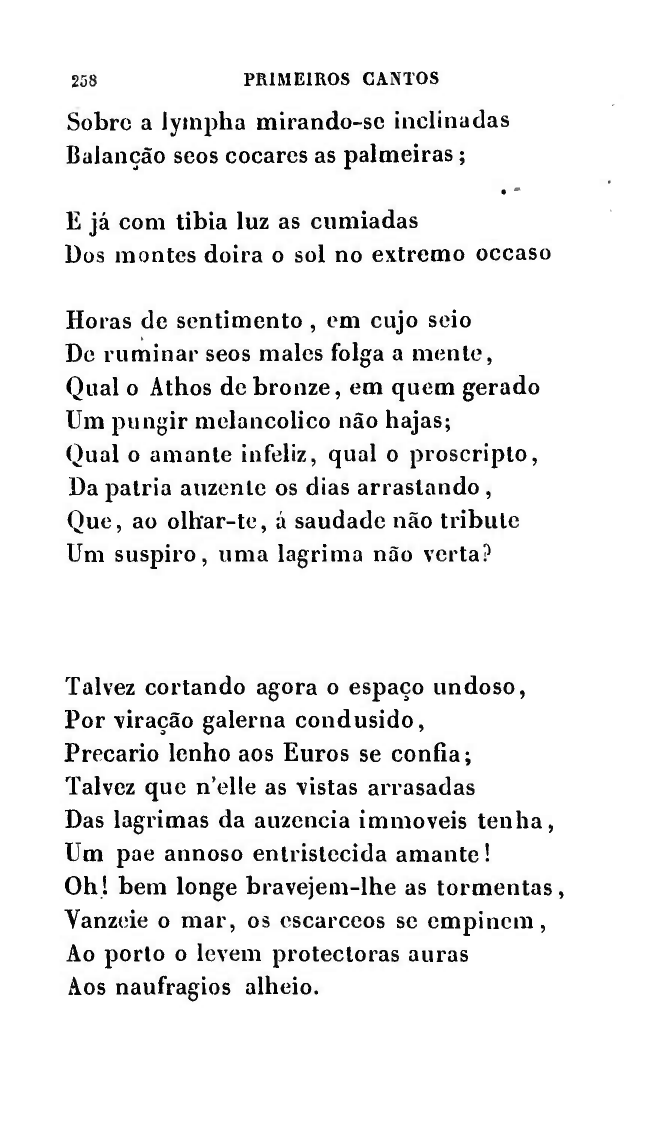 258 PRIMEIROS CANTOS
Sobre a lympha mirando-se inclinadas
Balanção seos cocares as palmeiras;
E já com tibia luz as cumiadas
Dos montes doira o sol no extremo occaso
Horas de sentimento, em cujo seio
De ruminar seos males folga a mente,
Qual o Athos de bronze, em quem gerado
Um pungir melancolico não hajas;
Qual o amante infeliz, qual o proscripto,
Da patria auzente os dias arrastando,
Que, ao olhar-te, á saudade não tribute
Um suspiro, uma lagrima não verta?
Talvez cortando agora o espaço undoso,
Por viração galerna condusido,
Precario lenho aos Euros se confia;
Talvez que n'elle as vistas arrasadas
Das lagrimas da auzencia immoveis tenha,
Um pae annoso entristecida amante!
Oh! bem longe bravejem-lhe as tormentas,
Vanzeie o mar, os escarceos se empinem,
Ao porto o levem protectoras auras
Aos naufragios alheio.